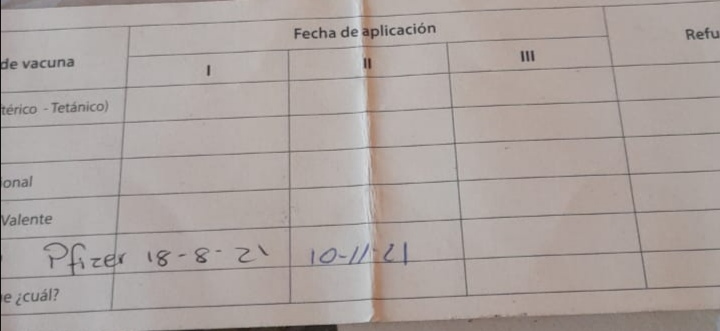 Fecha de aplicación
Refu
de vacuna
I
II
III
térico - Tetánico)
ional
Valente
Pfizer 18-8-21 10-11-21
e ¿cuál?